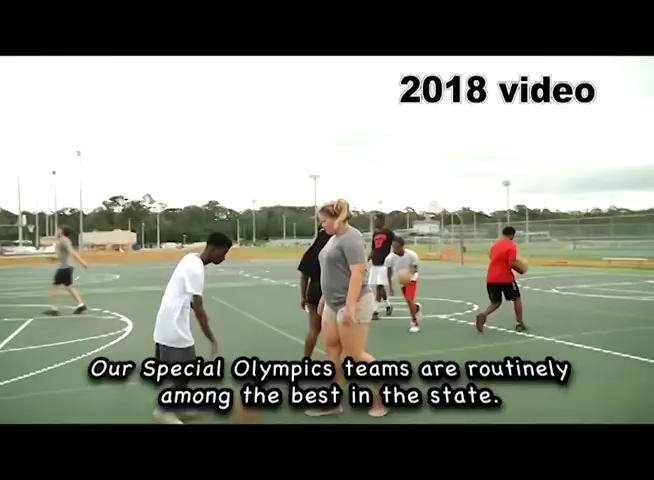 2018 video
Our Special Olympics teams are routinely
among the best in the state.